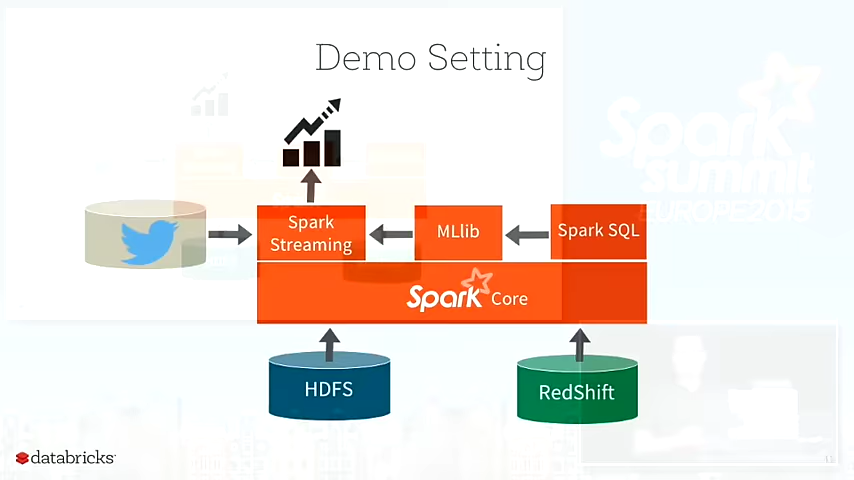 Demo Setting
Spark
summit
EUROPE2015
Spark
Streaming
MLlib
Spark SQL
Spark Core
HDFS
RedShift
databricks